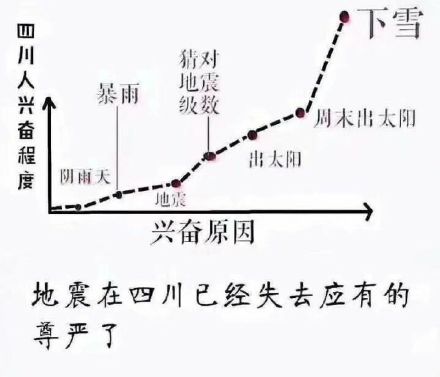 四川人兴奋程度
下雪
猜对
地震
级数
暴雨
周末出太阳
出太阳
阴雨天
地震
兴奋原因
地震在四川已经失去应有的
尊严了